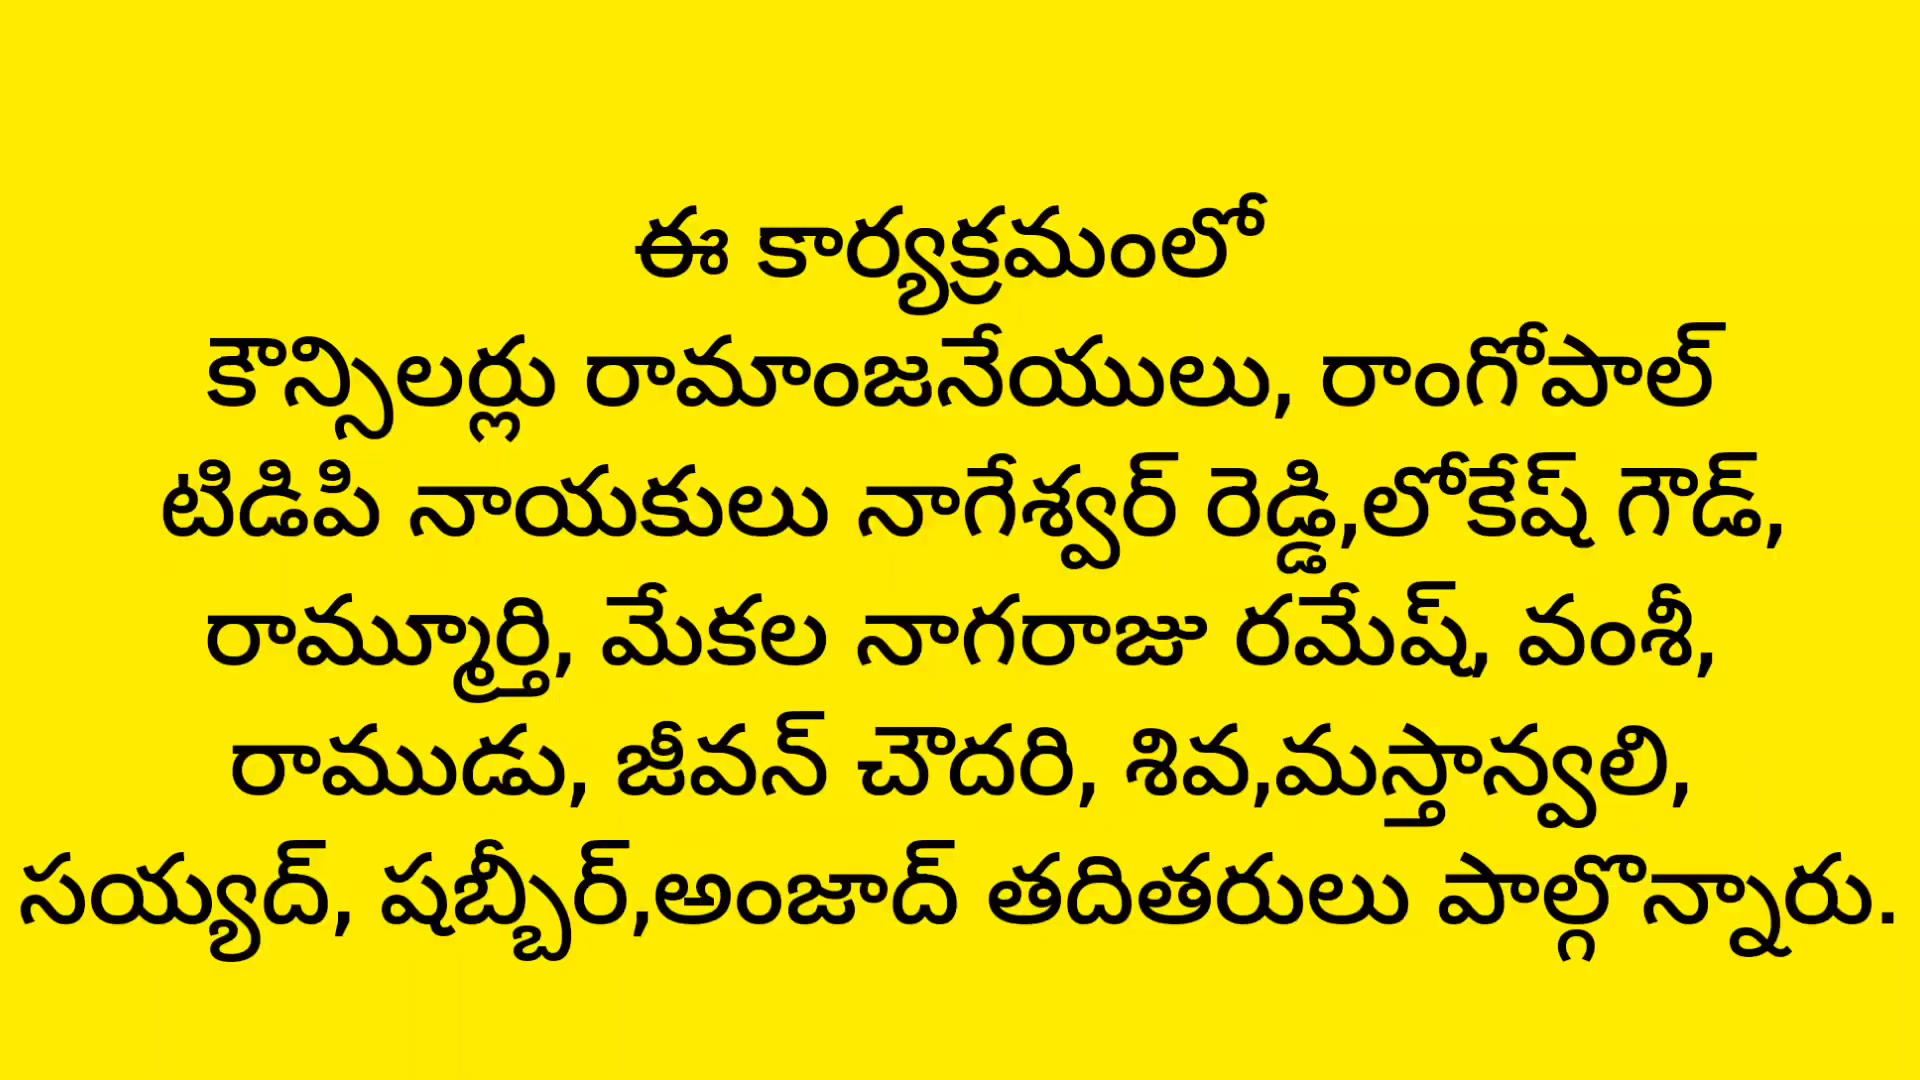 ఈ కార్యక్రమంలో
కౌన్సిలర్లు రామాంజనేయులు, రాంగోపాల్
టిడిపి నాయకులు నాగేశ్వర్ రెడ్డి,లోకేష్ గౌడ్,
రామ్మూర్తి, మేకల నాగరాజు రమేష్, వంశీ,
రాముడు, జీవన్ చౌదరి, శివ,మస్తాన్వలి,
సయ్యద్, షబ్బీర్,అంజాద్ తదితరులు పాల్గొన్నారు.